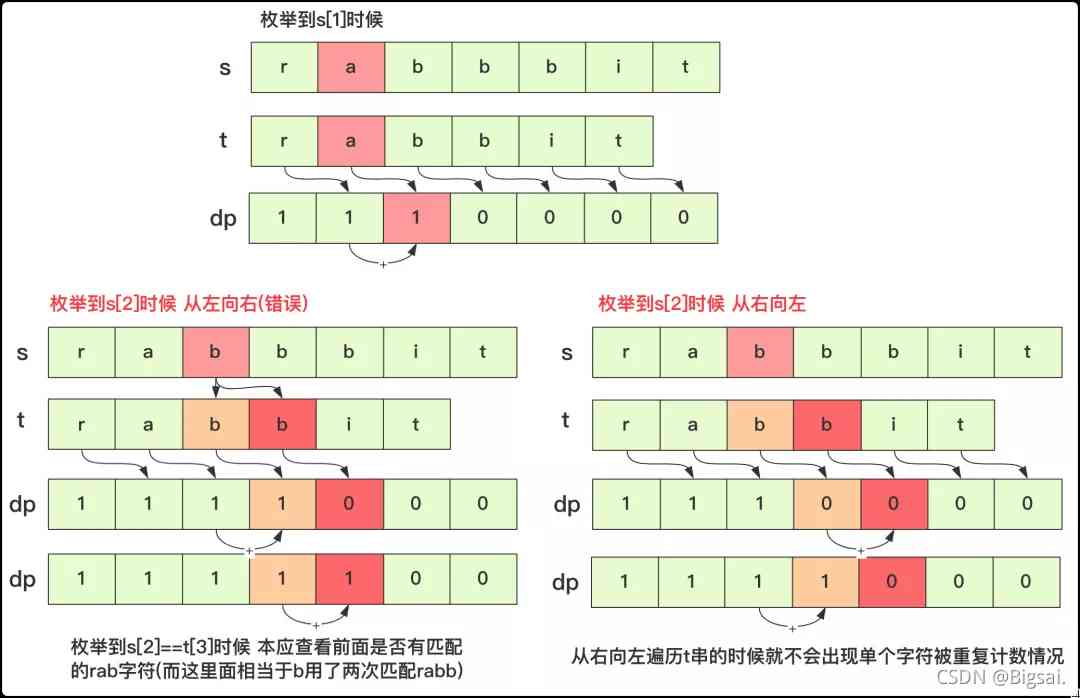 枚举到s[1]时候
s r a b b b i t
t r a b b i t
dp 1 1 1 0 0 0 0
+
枚举到s[2]时候 从左向右(错误)
s r a b b b i t
t r a b b i t
dp 1 1 1 1 0 0 0
+
dp 1 1 1 1 1 0 0
+
枚举到s[2]==t[3]时候 本应查看前面是否有匹配
的rab字符(而这里面相当于b用了两次匹配rabb)
枚举到s[2]时候 从右向左
s r a b b b i t
t r a b b i t
dp 1 1 1 0 0 0 0
+
dp 1 1 1 1 0 0 0
+
从右向左遍历t串的时候就不会出现单个字符被重复计数情况
CSDN @Bigsai.